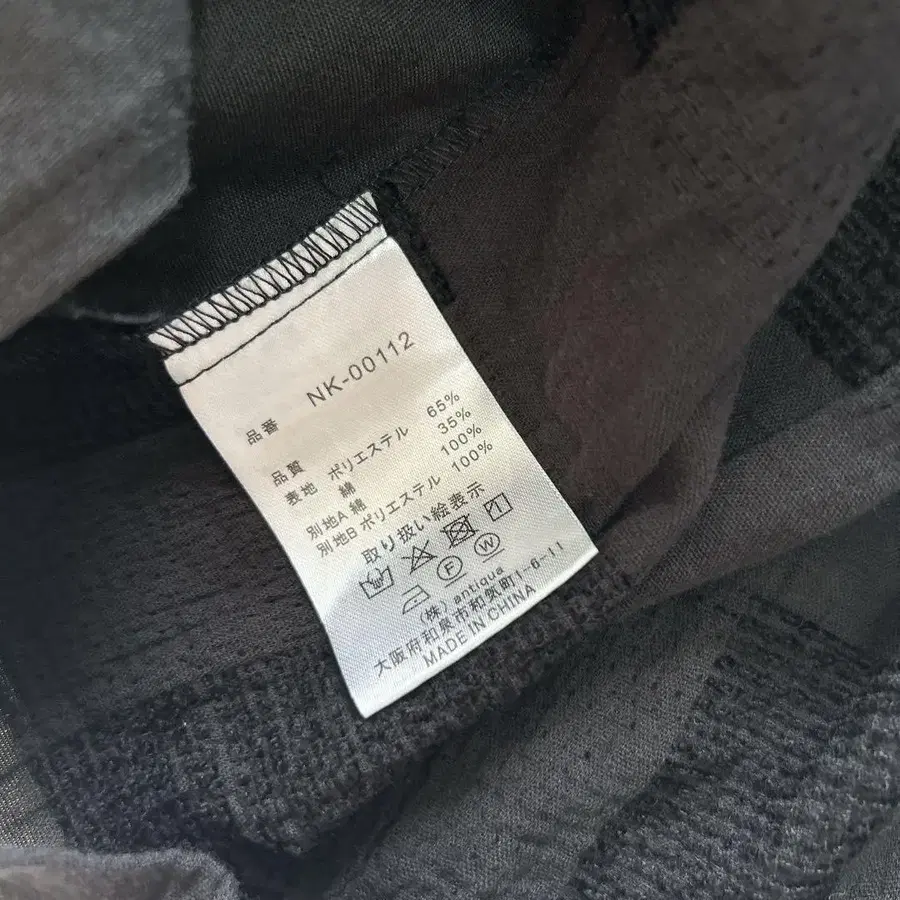 品番 NK-00112
品質
表地 ポリエステル 65%
綿 35%
別地A 綿 100%
別地B ポリエステル 100%
取り扱い絵表示
F W
(株) antiqua
大阪府和泉市和気町1-6-11
MADE IN CHINA